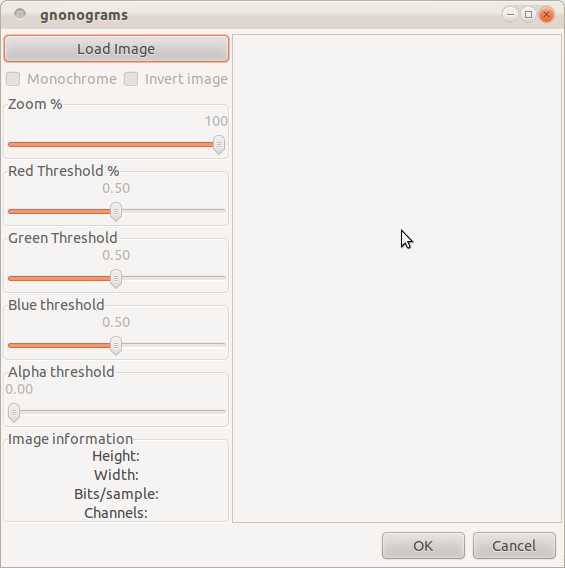 gnonograms
Load Image
Monochrome Invert image
Zoom %
100
Red Threshold %
0.50
Green Threshold
0.50
Blue threshold
0.50
Alpha threshold
0.00
Image information
Height:
Width:
Bits/sample:
Channels:
OK Cancel